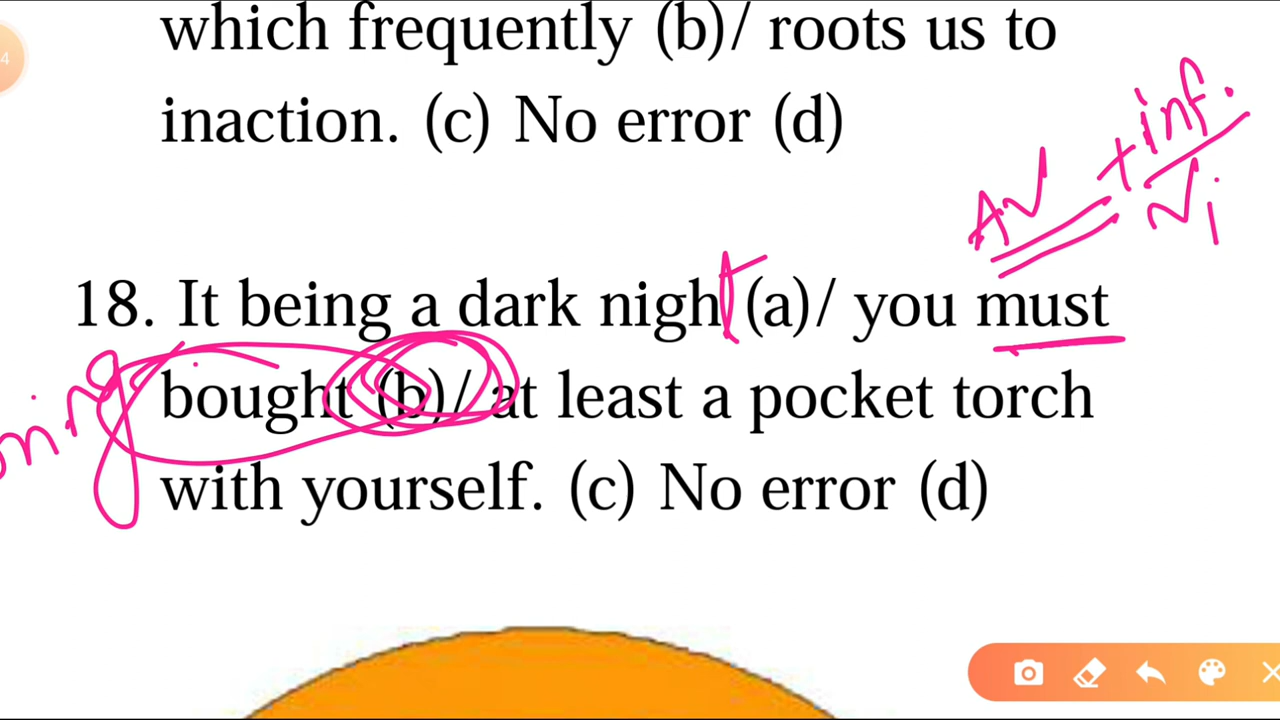 4
which frequently (b)/ roots us to
inaction. (c) No error (d)
AV + inf.
V1
18. It being a dark night (a)/ you must
bought (b)/ at least a pocket torch
with yourself. (c) No error (d)